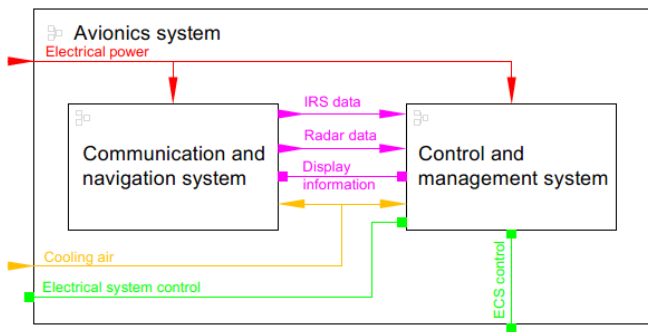 Avionics system
Electrical power
IRS data
Radar data
Communication and
navigation system
Display
information
Control and
management system
Cooling air
Electrical system control
ECS control